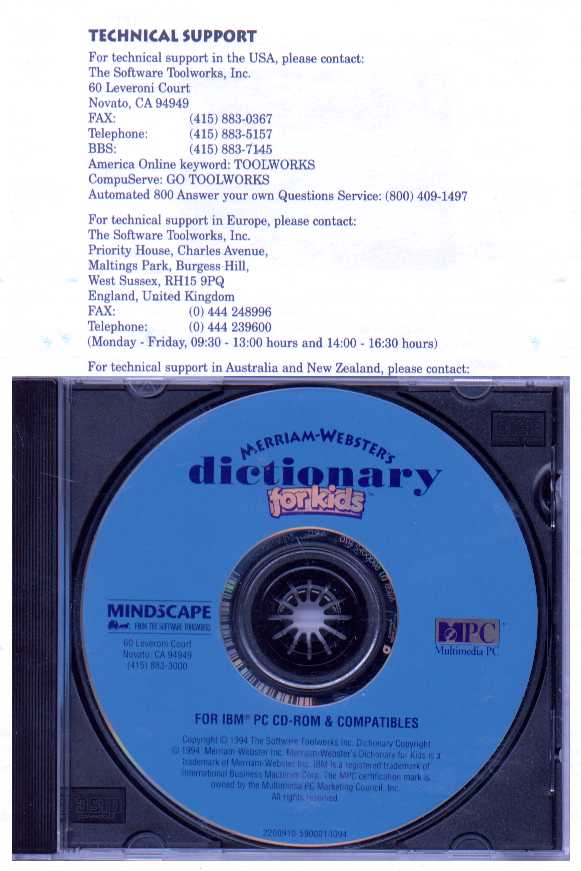 TECHNICAL SUPPORT
For technical support in the USA, please contact:
The Software Toolworks, Inc.
60 Leveroni Court
Novato, CA 94949
FAX: (415) 883-0367
Telephone: (415) 883-5157
BBS: (415) 883-7145
America Online keyword: TOOLWORKS
CompuServe: GO TOOLWORKS
Automated 800 Answer your own Questions Service: (800) 409-1497
For technical support in Europe, please contact:
The Software Toolworks, Inc.
Priority House, Charles Avenue,
Maltings Park, Burgess Hill,
West Sussex, RH15 9PQ
England, United Kingdom
FAX: (0) 444 248996
Telephone: (0) 444 239600
(Monday - Friday, 09:30 - 13:00 hours and 14:00 - 16:30 hours)
For technical support in Australia and New Zealand, please contact:
MERRIAM-WEBSTER'S
dictionary
for kids™
MINDSCAPE
FROM THE SOFTWARE TOOLWORKS
60 Leveroni Court
Novato, CA 94949
(415) 883-3000
MPC®
Multimedia PC
FOR IBM® PC CD-ROM & COMPATIBLES
Copyright © 1994 The Software Toolworks Inc. Dictionary Copyright
© 1994 Merriam-Webster Inc. Merriam-Webster's Dictionary for Kids is a
trademark of Merriam-Webster Inc. IBM is a registered trademark of
International Business Machines Corp. The MPC certification mark is
owned by the Multimedia PC Marketing Council, Inc.
All rights reserved.
2200910-5900014094